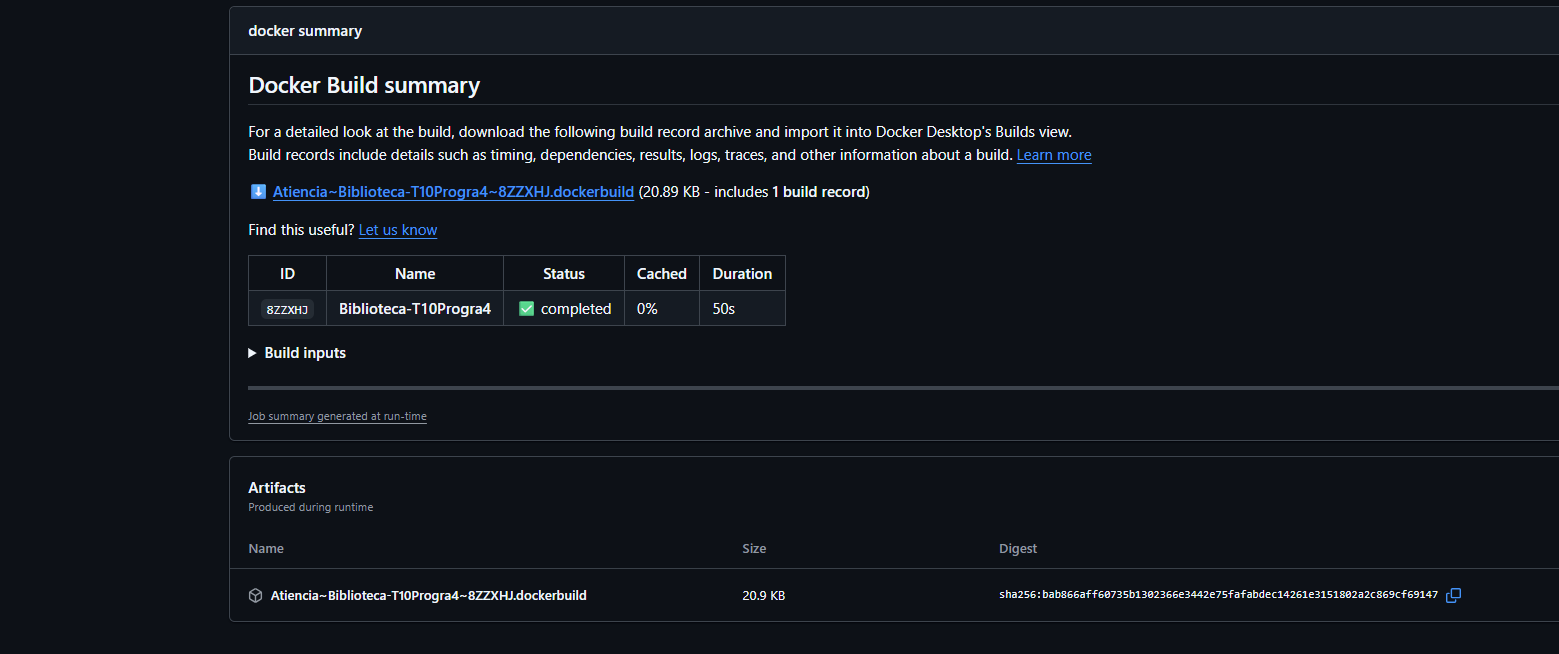 docker summary
Docker Build summary
For a detailed look at the build, download the following build record archive and import it into Docker Desktop's Builds view.
Build records include details such as timing, dependencies, results, logs, traces, and other information about a build. Learn more
Atiencia~Biblioteca-T10Progra4~8ZZXHJ.dockerbuild (20.89 KB - includes 1 build record)
Find this useful? Let us know
ID Name Status Cached Duration
8ZZXHJ Biblioteca-T10Progra4 completed 0% 50s
Build inputs
Job summary generated at run-time
Artifacts
Produced during runtime
Name Size Digest
Atiencia~Biblioteca-T10Progra4~8ZZXHJ.dockerbuild 20.9 KB sha256:bab866aff60735b1302366e3442e75fafabdec14261e3151802a2c869cf69147